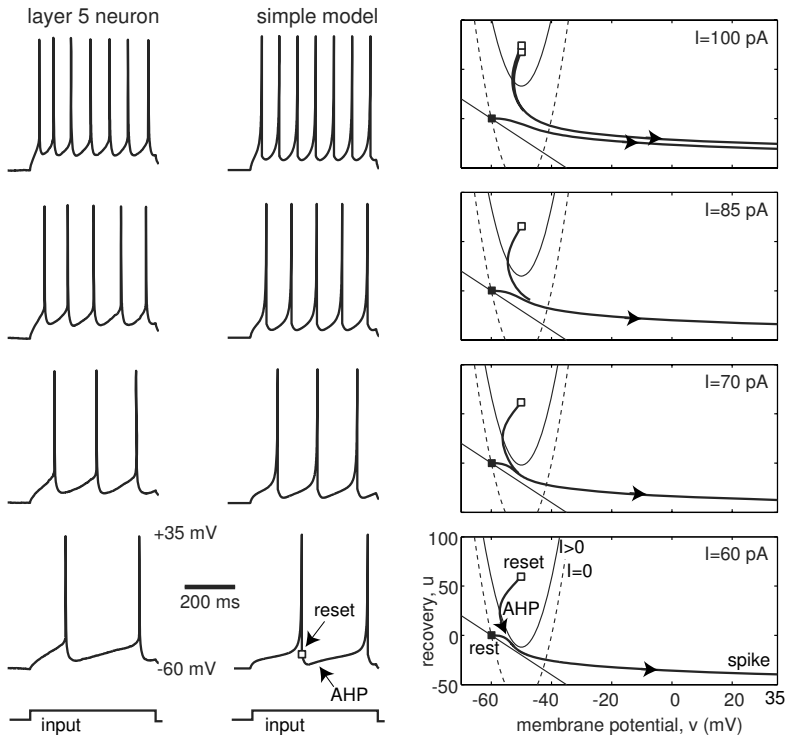 layer 5 neuron
simple model
I=100 pA
I=85 pA
I=70 pA
+35 mV
200 ms
-60 mV
reset
AHP
input
input
100
50
0
-50
recovery, u
reset
I>0
I=0
I=60 pA
AHP
rest
spike
-60
-40
-20
0
20
35
membrane potential, v (mV)